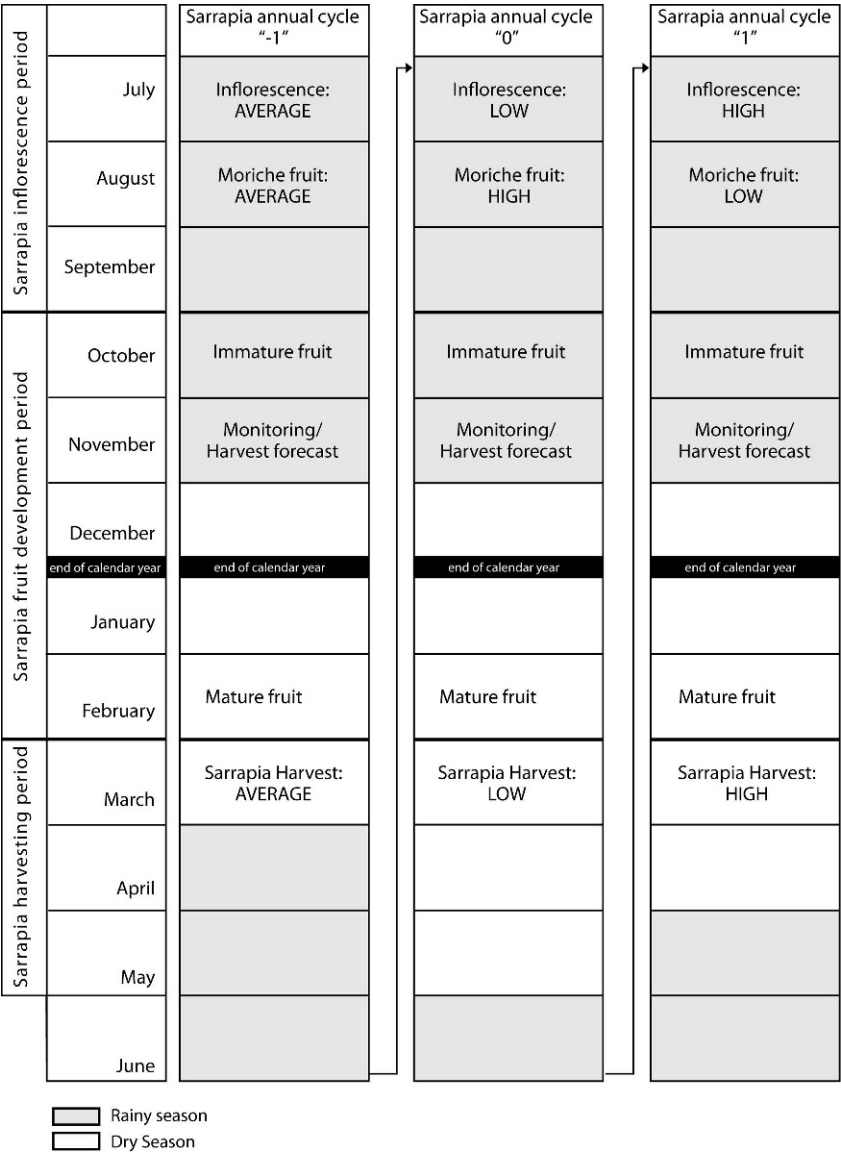 Sarrapia annual cycle
“-1”
Sarrapia annual cycle
“0”
Sarrapia annual cycle
“1”
Sarrapia inflorescence period
July
Inflorescence:
AVERAGE
Inflorescence:
LOW
Inflorescence:
HIGH
August
Moriche fruit:
AVERAGE
Moriche fruit:
HIGH
Moriche fruit:
LOW
September
Sarrapia fruit development period
October
Immature fruit
Immature fruit
Immature fruit
November
Monitoring/
Harvest forecast
Monitoring/
Harvest forecast
Monitoring/
Harvest forecast
December
end of calendar year
end of calendar year
end of calendar year
end of calendar year
January
February
Mature fruit
Mature fruit
Mature fruit
Sarrapia harvesting period
March
Sarrapia Harvest:
AVERAGE
Sarrapia Harvest:
LOW
Sarrapia Harvest:
HIGH
April
May
June
Rainy season
Dry Season